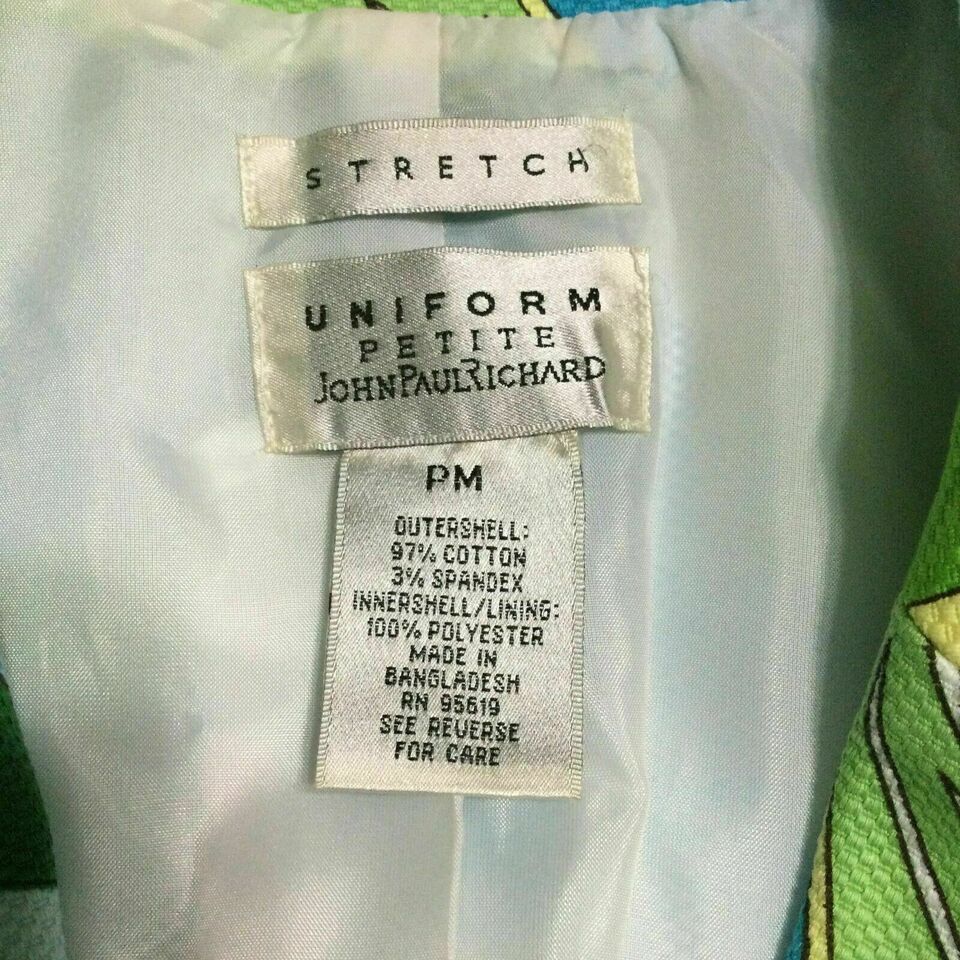 STRETCH
UNIFORM
PETITE
JOHNPAULRICHARD
PM
OUTERSHELL:
97% COTTON
3% SPANDEX
INNERSHELL/LINING:
100% POLYESTER
MADE IN
BANGLADESH
RN 95619
SEE REVERSE
FOR CARE